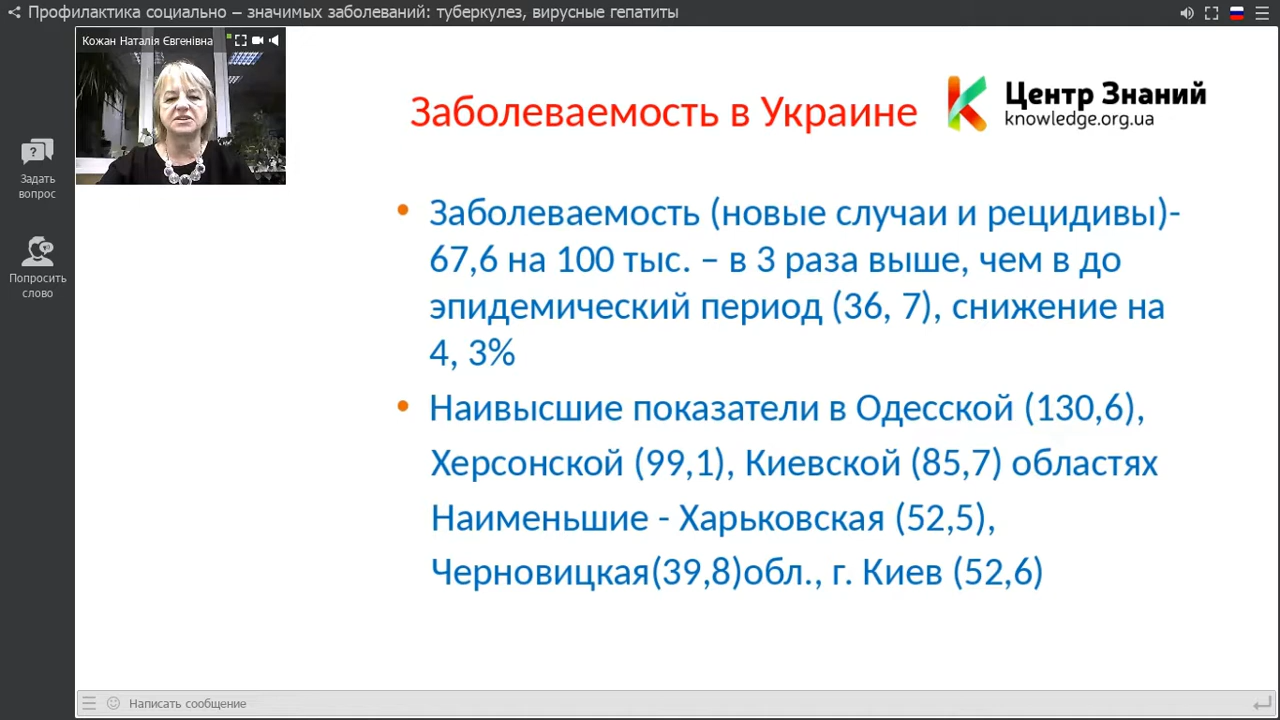 Профилактика социально – значимых заболеваний: туберкулез, вирусные гепатиты
Кожан Наталія Євгенівна
Задать
вопрос
Попросить
слово
Заболеваемость в Украине
Центр Знаний
knowledge.org.ua
• Заболеваемость (новые случаи и рецидивы)-
67,6 на 100 тыс. – в 3 раза выше, чем в до
эпидемический период (36, 7), снижение на
4, 3%
• Наивысшие показатели в Одесской (130,6),
Херсонской (99,1), Киевской (85,7) областях
Наименьшие - Харьковская (52,5),
Черновицкая(39,8)обл., г. Киев (52,6)
Написать сообщение